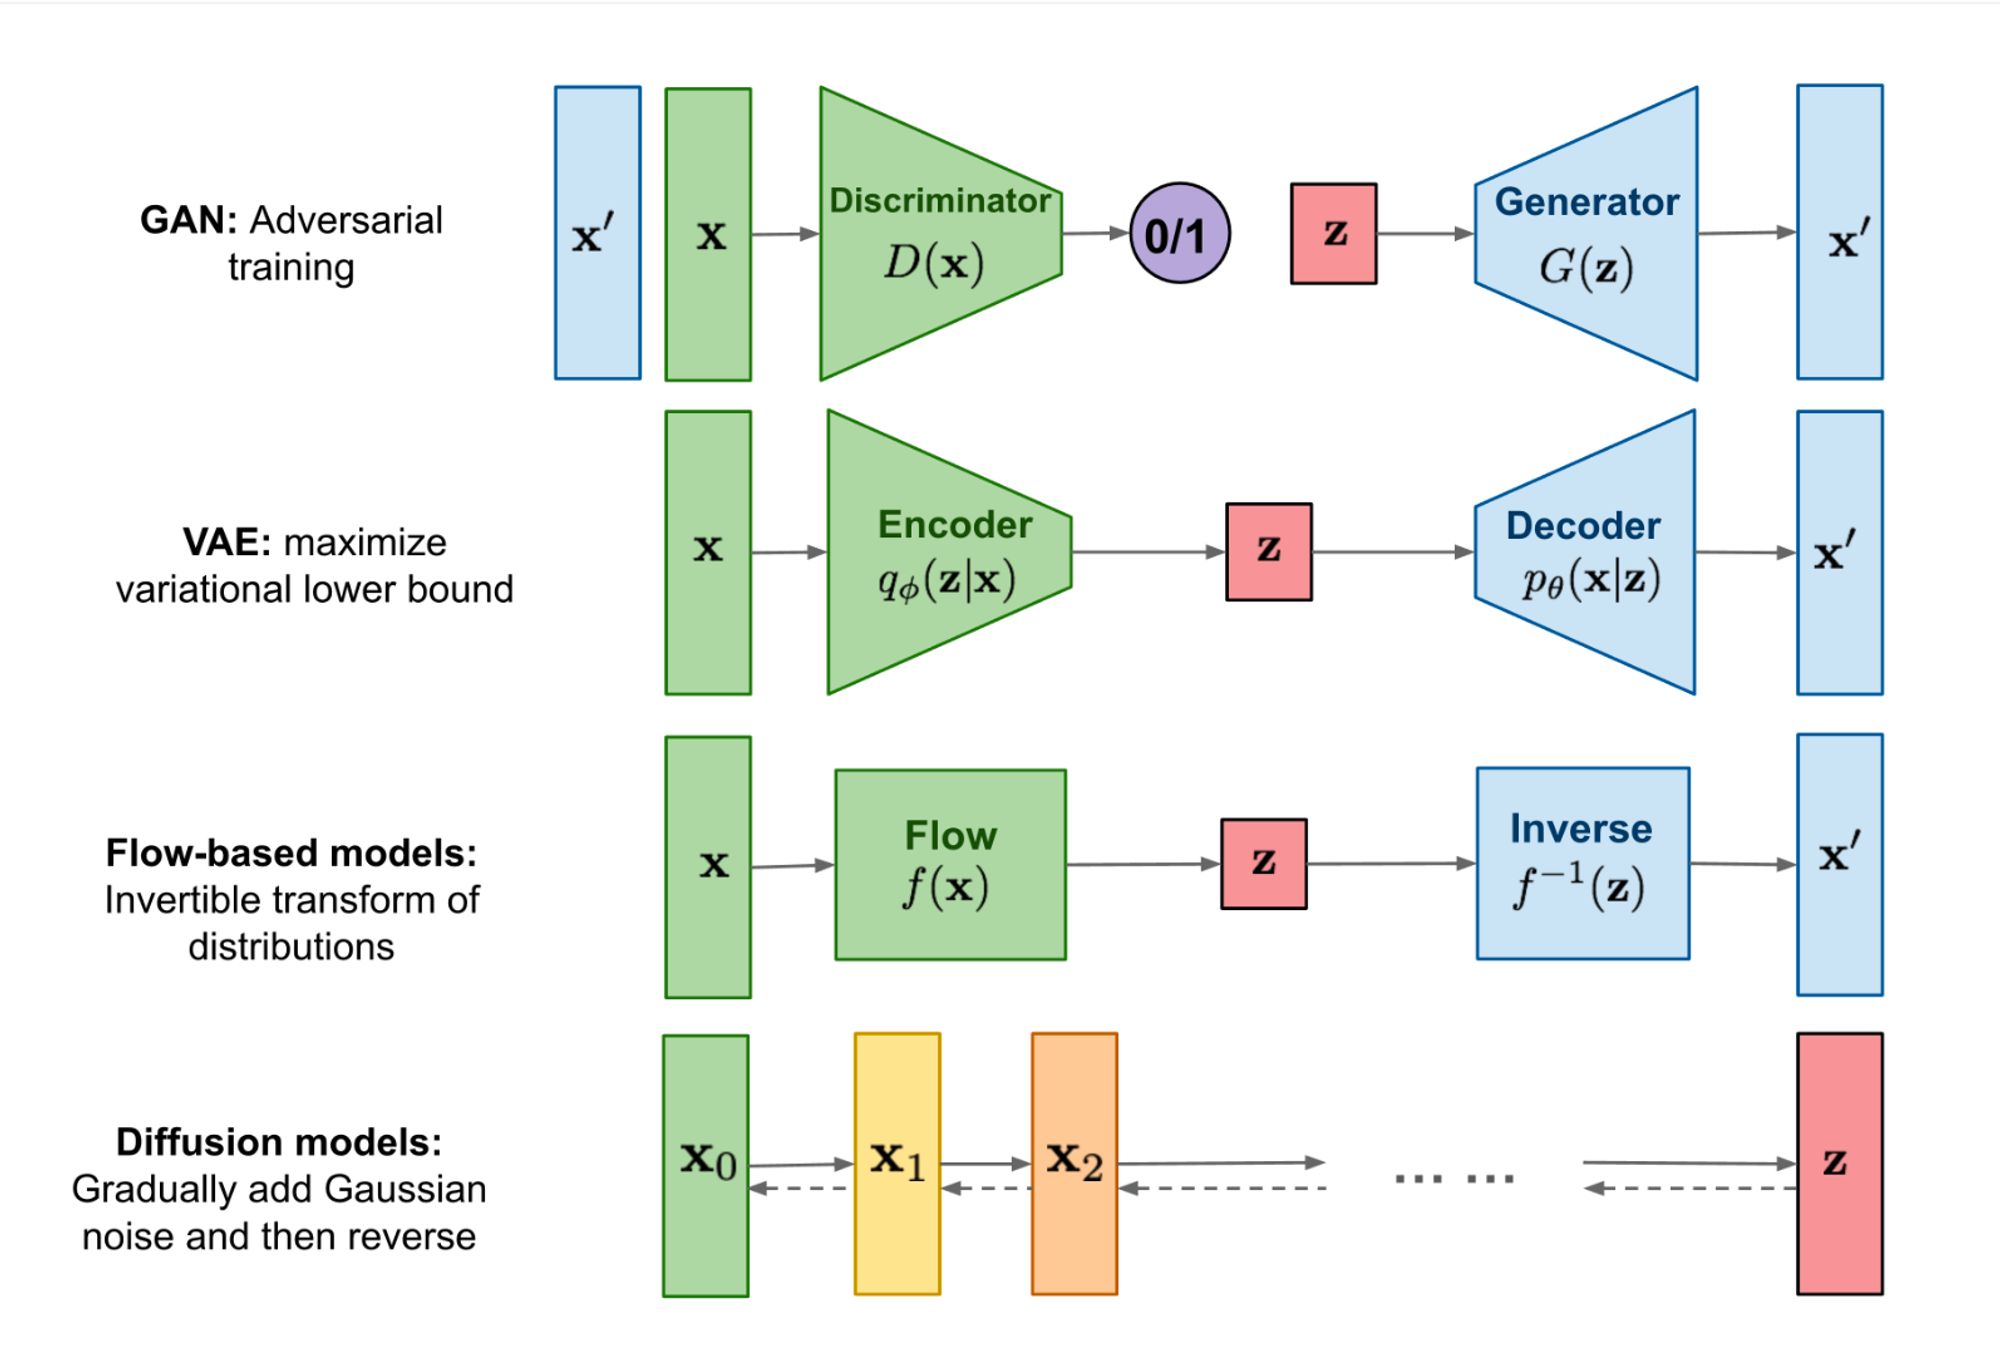 GAN: Adversarial
training
x′
x
Discriminator
D(x)
0/1
z
Generator
G(z)
x′
VAE: maximize
variational lower bound
x
Encoder
qϕ(z|x)
z
Decoder
pθ(x|z)
x′
Flow-based models:
Invertible transform of
distributions
x
Flow
f(x)
z
Inverse
f⁻¹(z)
x′
Diffusion models:
Gradually add Gaussian
noise and then reverse
x₀
x₁
x₂
... ...
z